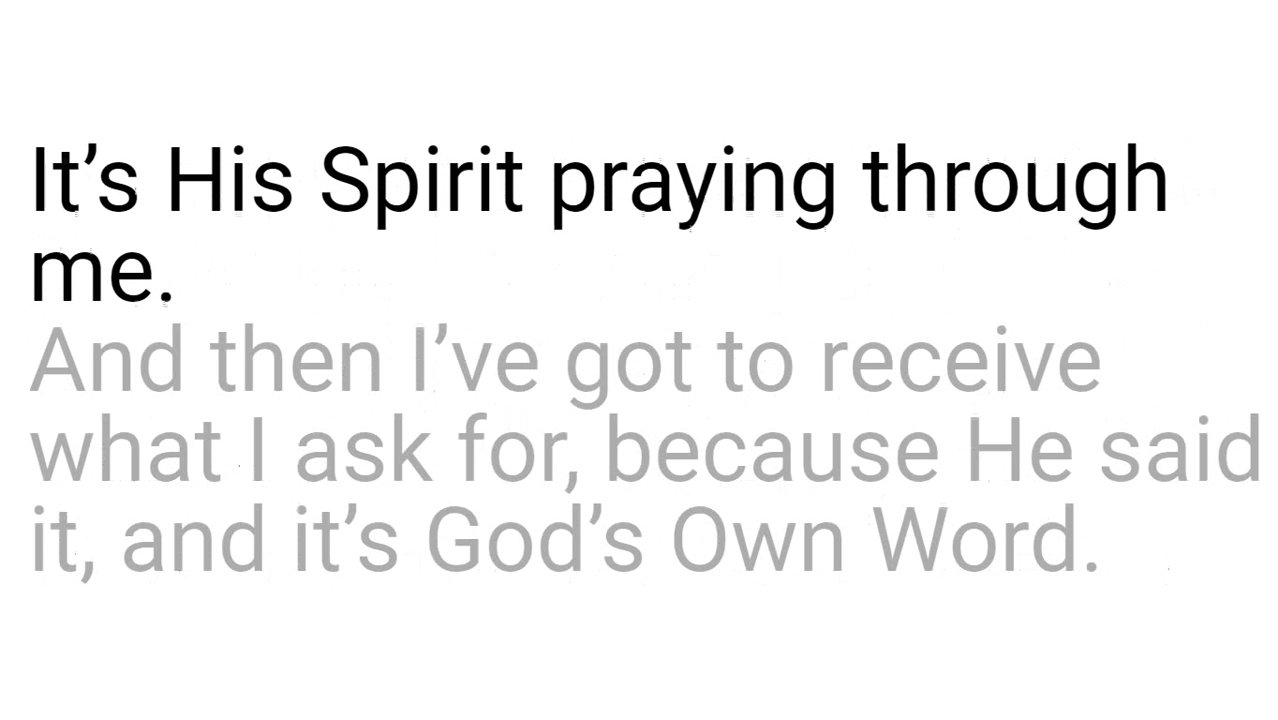 It’s His Spirit praying through
me.
And then I’ve got to receive
what I ask for, because He said
it, and it’s God’s Own Word.